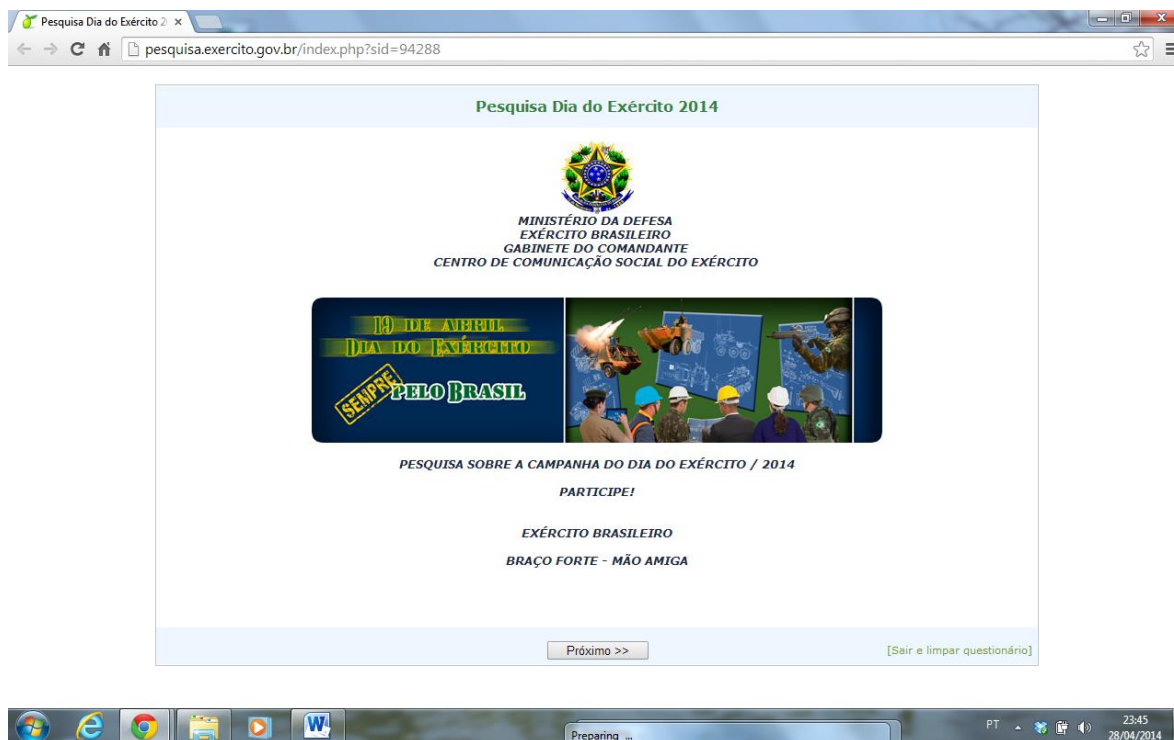 Pesquisa Dia do Exército 2
pesquisa.exercito.gov.br/index.php?sid=94288
Pesquisa Dia do Exército 2014
MINISTÉRIO DA DEFESA
EXÉRCITO BRASILEIRO
GABINETE DO COMANDANTE
CENTRO DE COMUNICAÇÃO SOCIAL DO EXÉRCITO
19 DE ABRIL
DIA DO EXÉRCITO
SEMPRE
PELO BRASIL
PESQUISA SOBRE A CAMPANHA DO DIA DO EXÉRCITO / 2014
PARTICIPE!
EXÉRCITO BRASILEIRO
BRAÇO FORTE - MÃO AMIGA
Próximo >>
[Sair e limpar questionário]
Preparing ...
PT
23:45
28/04/2014